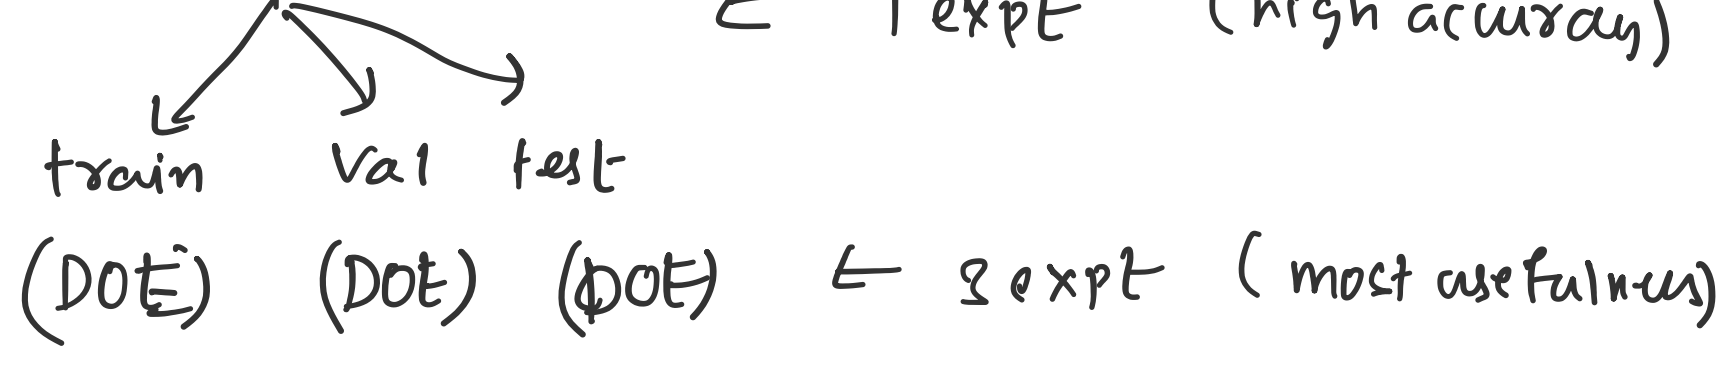 ← 1 expt (high accuracy)
train val test
(DOE) (DOE) (DOE) ← 3 expt (most usefulness)